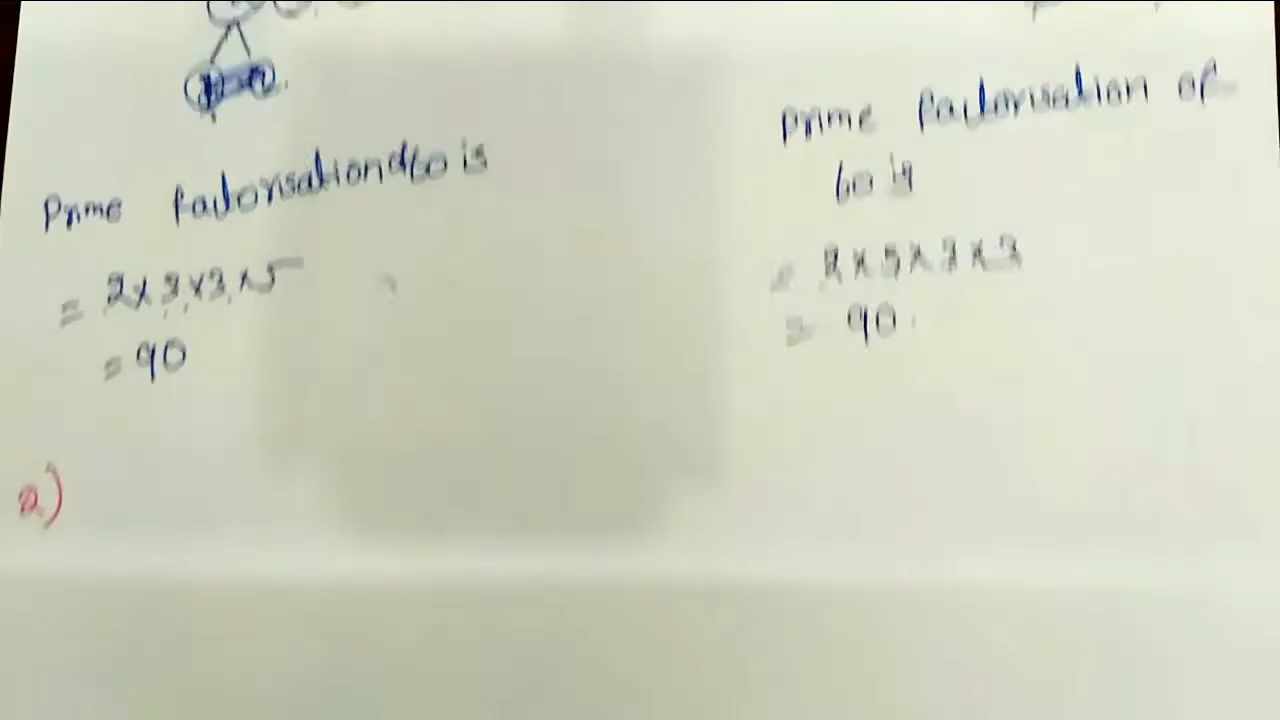 Prime factorisation of 60 is
= 2 x 3 x 3 x 5
= 90
Prime factorisation of
60 is
= 2 x 5 x 3 x 3
= 90
2)